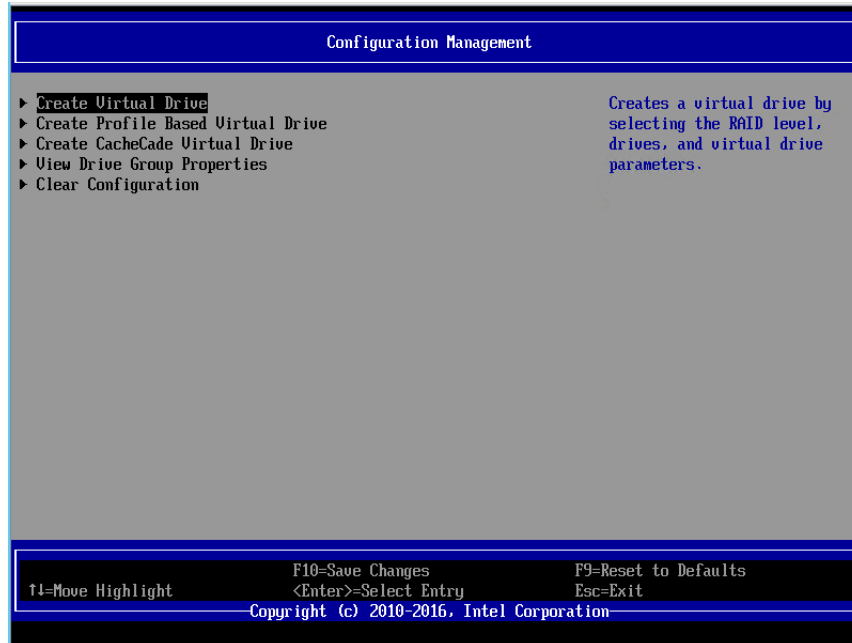 Configuration Management
▶ Create Virtual Drive
▶ Create Profile Based Virtual Drive
▶ Create CacheCade Virtual Drive
▶ View Drive Group Properties
▶ Clear Configuration
Creates a virtual drive by
selecting the RAID level,
drives, and virtual drive
parameters.
F10=Save Changes F9=Reset to Defaults
↑↓=Move Highlight <Enter>=Select Entry Esc=Exit
Copyright (c) 2010-2016, Intel Corporation